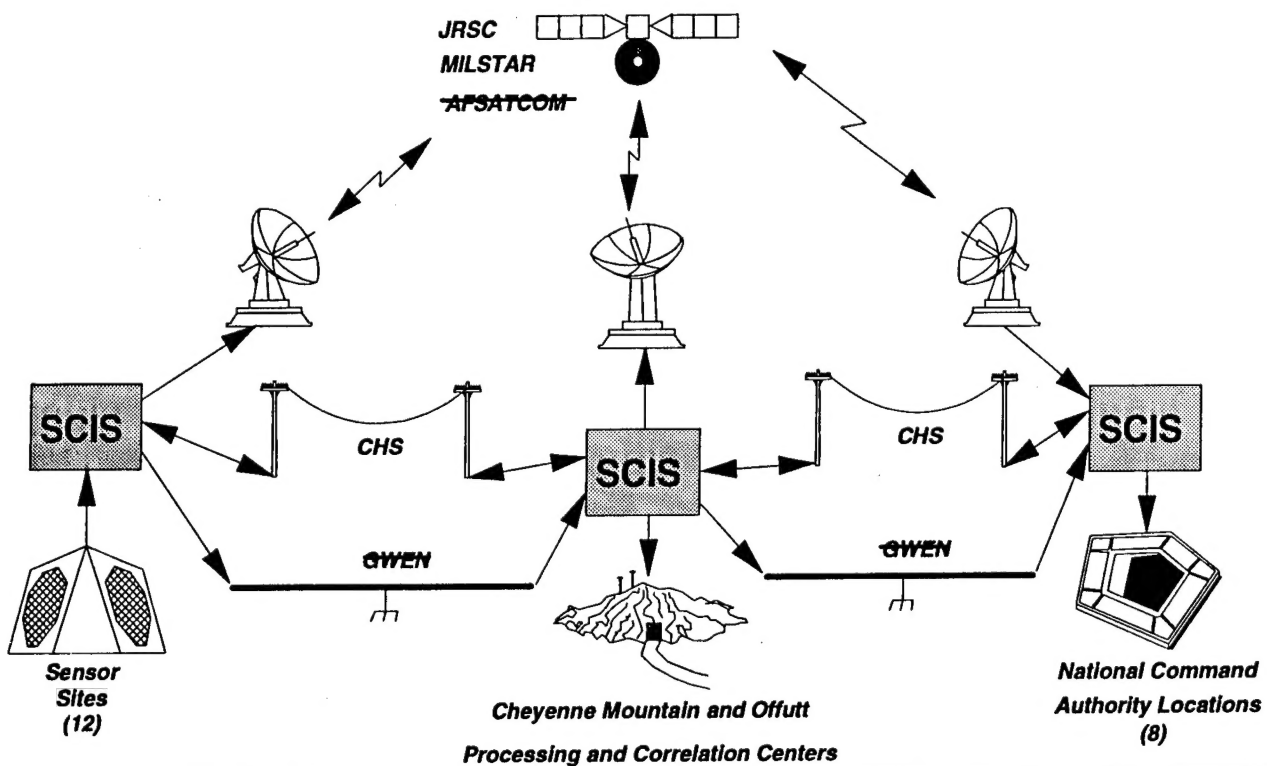 JRSC
MILSTAR
AFSATCOM
SCIS
CHS
SCIS
CHS
SCIS
GWEN
GWEN
Sensor
Sites
(12)
Cheyenne Mountain and Offutt
Processing and Correlation Centers
National Command
Authority Locations
(8)